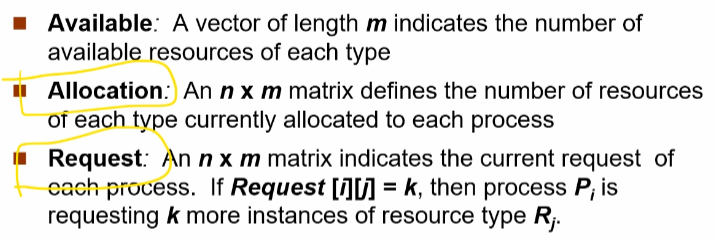 Available: A vector of length m indicates the number of
available resources of each type
Allocation: An n x m matrix defines the number of resources
of each type currently allocated to each process
Request: An n x m matrix indicates the current request of
each process. If Request [i][j] = k, then process Pi is
requesting k more instances of resource type Rj.